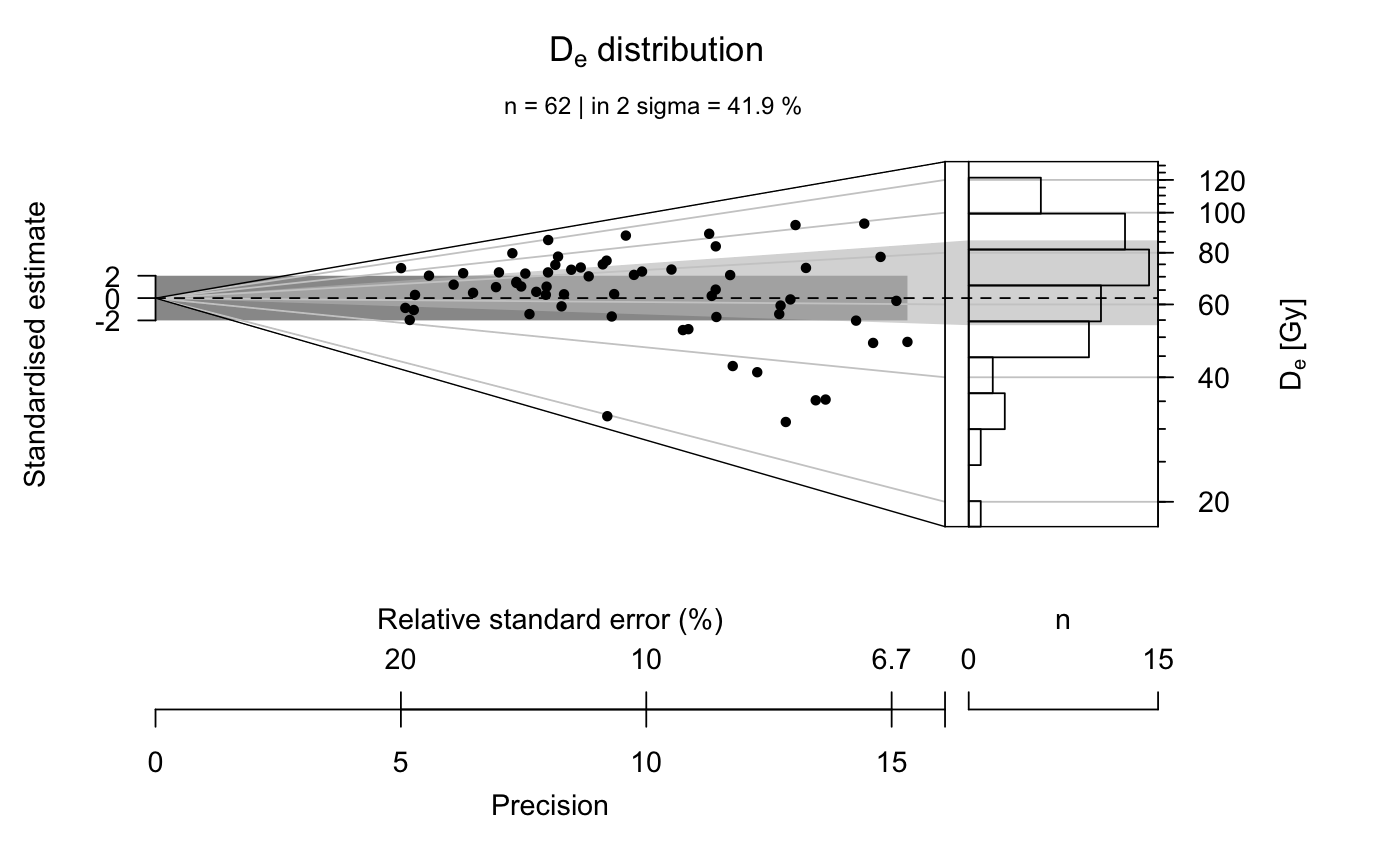 De distribution
n = 62 | in 2 sigma = 41.9 %
Standardised estimate
2
0
-2
120
100
80
60
40
20
De [Gy]
Relative standard error (%)
n
20 10 6.7 0 15
0 5 10 15
Precision